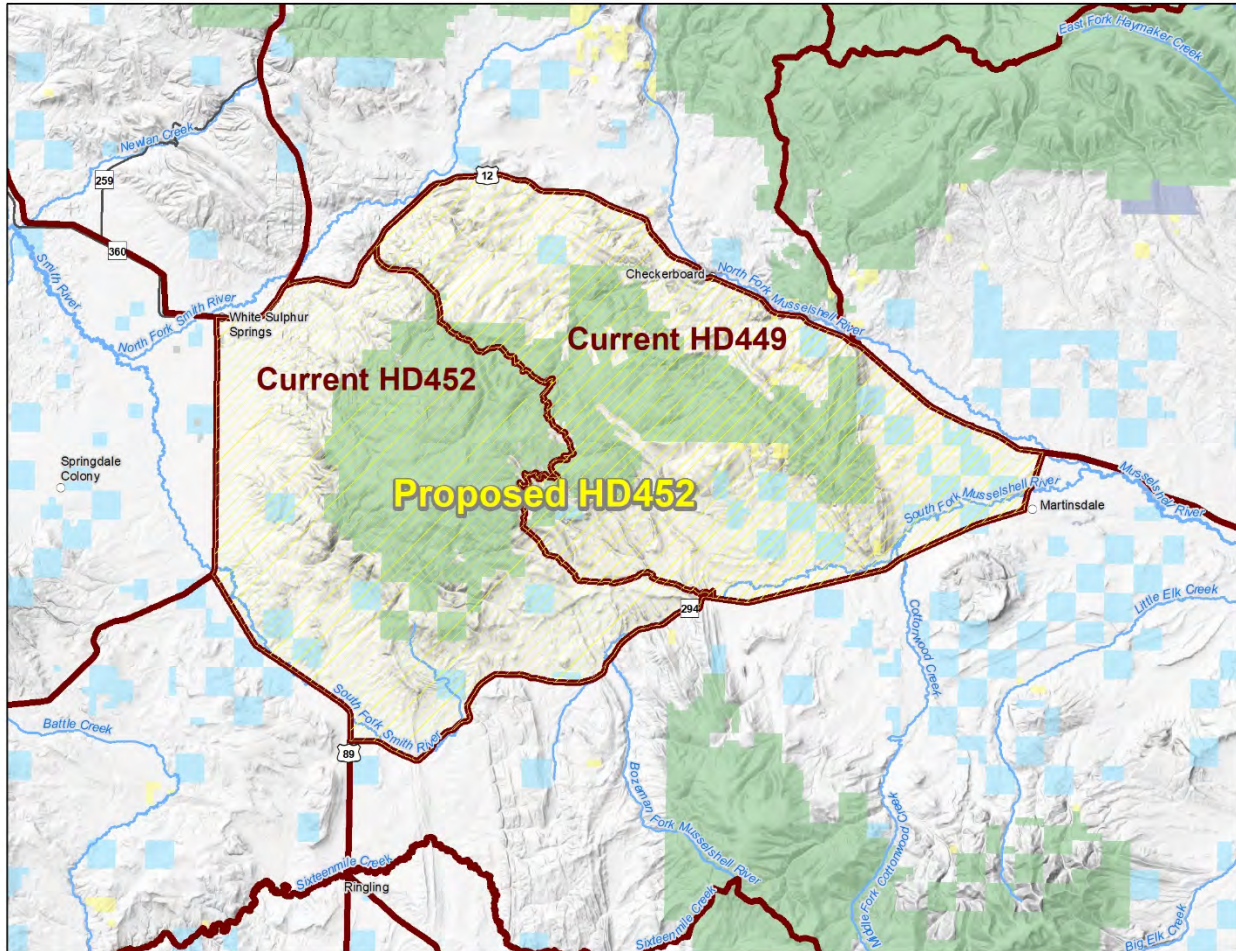 East Fork Haymaker Creek
Newlan Creek
12
259
360
Smith River
North Fork Smith River
White Sulphur
Springs
Checkerboard
North Fork Musselshell River
Current HD449
Current HD452
Springdale
Colony
Proposed HD452
South Fork Musselshell River
Musselshell River
Martinsdale
294
Little Elk Creek
Cottonwood Creek
South Fork Smith River
Battle Creek
89
Bozeman Fork Musselshell River
Middle Fork Cottonwood Creek
Sixteenmile Creek
Ringling
Sixteenmile Creek
Big Elk Creek